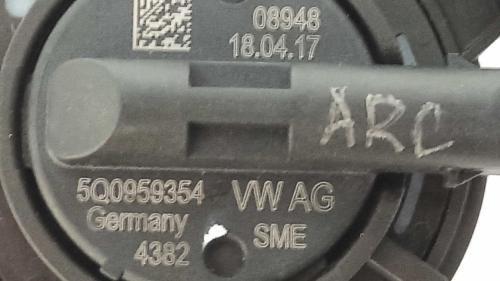 08948
18.04.17
ARC
5Q0959354 VW AG
Germany SME
4382